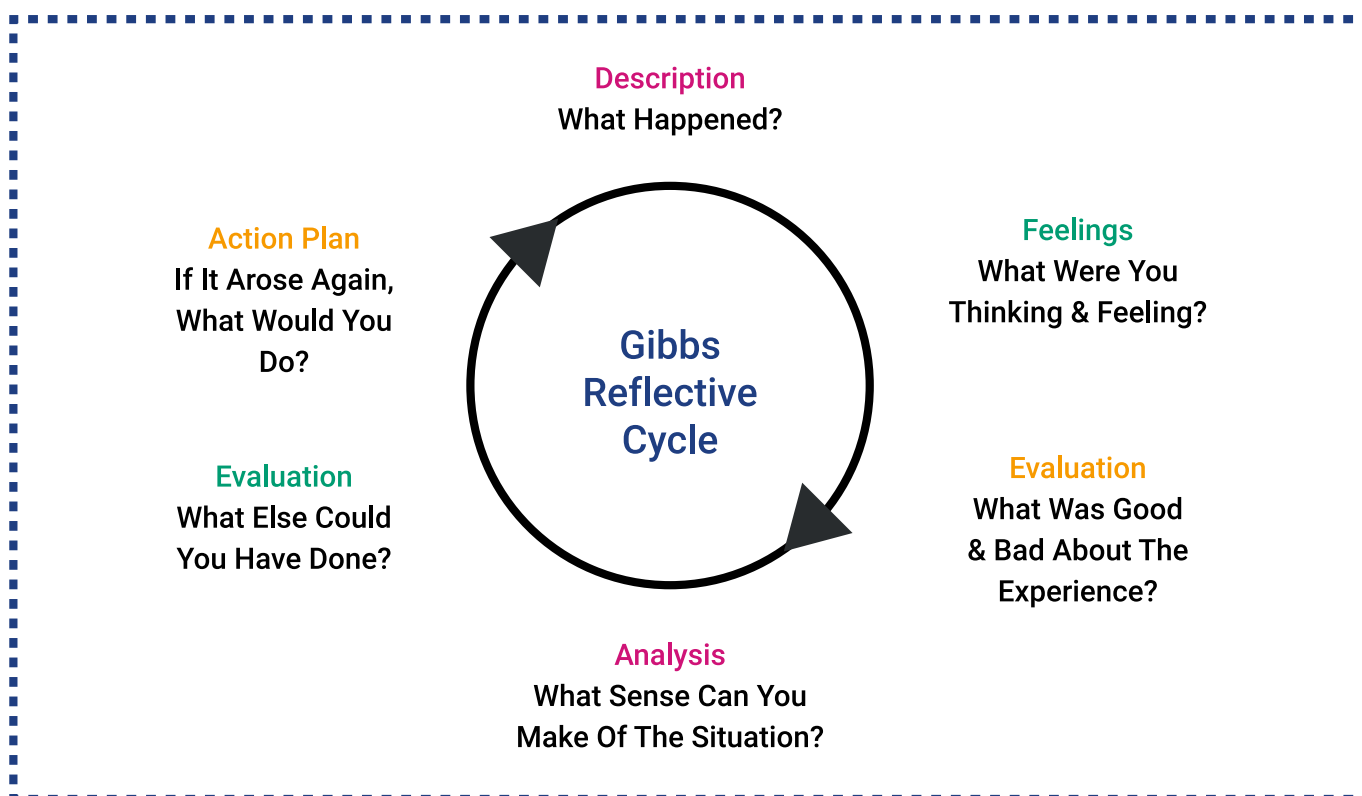 Description
What Happened?
Feelings
What Were You
Thinking & Feeling?
Evaluation
What Was Good
& Bad About The
Experience?
Analysis
What Sense Can You
Make Of The Situation?
Evaluation
What Else Could
You Have Done?
Action Plan
If It Arose Again,
What Would You
Do?
Gibbs
Reflective
Cycle